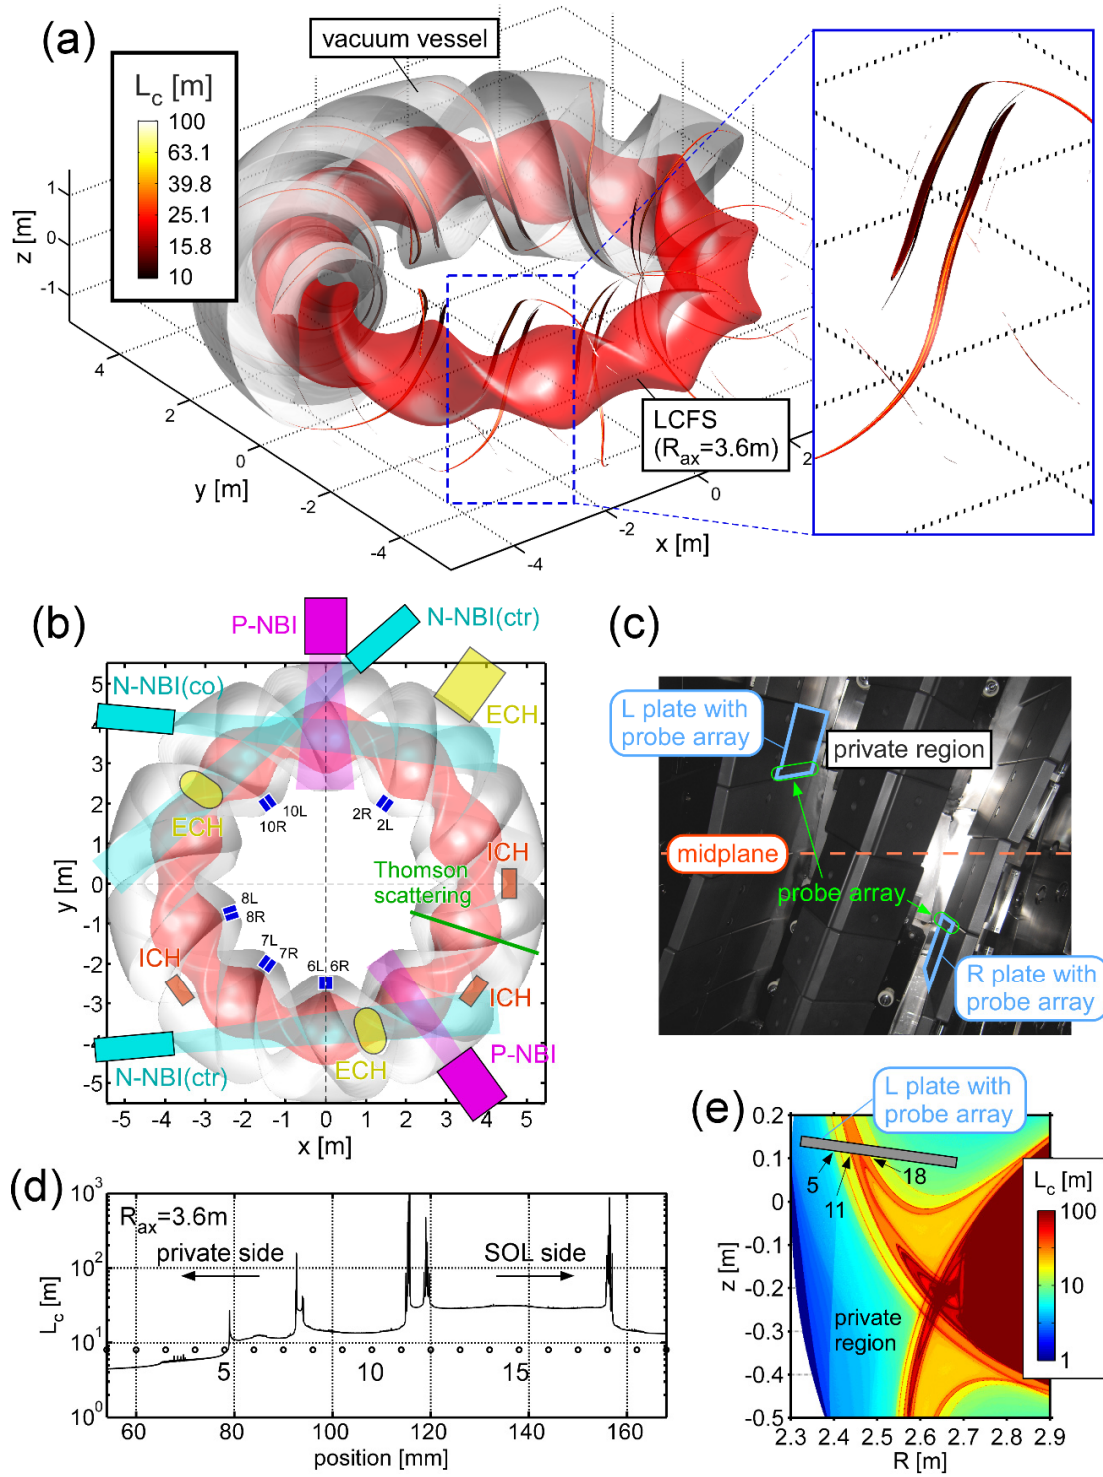 (a)
vacuum vessel
L_c [m]
100
63.1
39.8
25.1
15.8
10
z [m]
1
0
-1
4
2
0
-2
-4
y [m]
LCFS
(R_ax=3.6m)
2
0
-2
-4
x [m]
(b)
P-NBI
N-NBI(ctr)
N-NBI(co)
ECH
ECH
10L
10R
2R
2L
ICH
Thomson
scattering
8L
8R
7L
7R
6L
6R
ICH
ICH
N-NBI(ctr)
ECH
P-NBI
y [m]
5
4
3
2
1
0
-1
-2
-3
-4
-5
-5 -4 -3 -2 -1 0 1 2 3 4 5
x [m]
(c)
L plate with
probe array
private region
midplane
probe array
R plate with
probe array
(d)
R_ax=3.6m
private side
SOL side
L_c [m]
10^3
10^2
10^1
10^0
5
10
15
60 80 100 120 140 160
position [mm]
(e)
L plate with
probe array
5
11
18
private
region
z [m]
0.2
0.1
0
-0.1
-0.2
-0.3
-0.4
-0.5
2.3 2.4 2.5 2.6 2.7 2.8 2.9
R [m]
L_c [m]
100
10
1